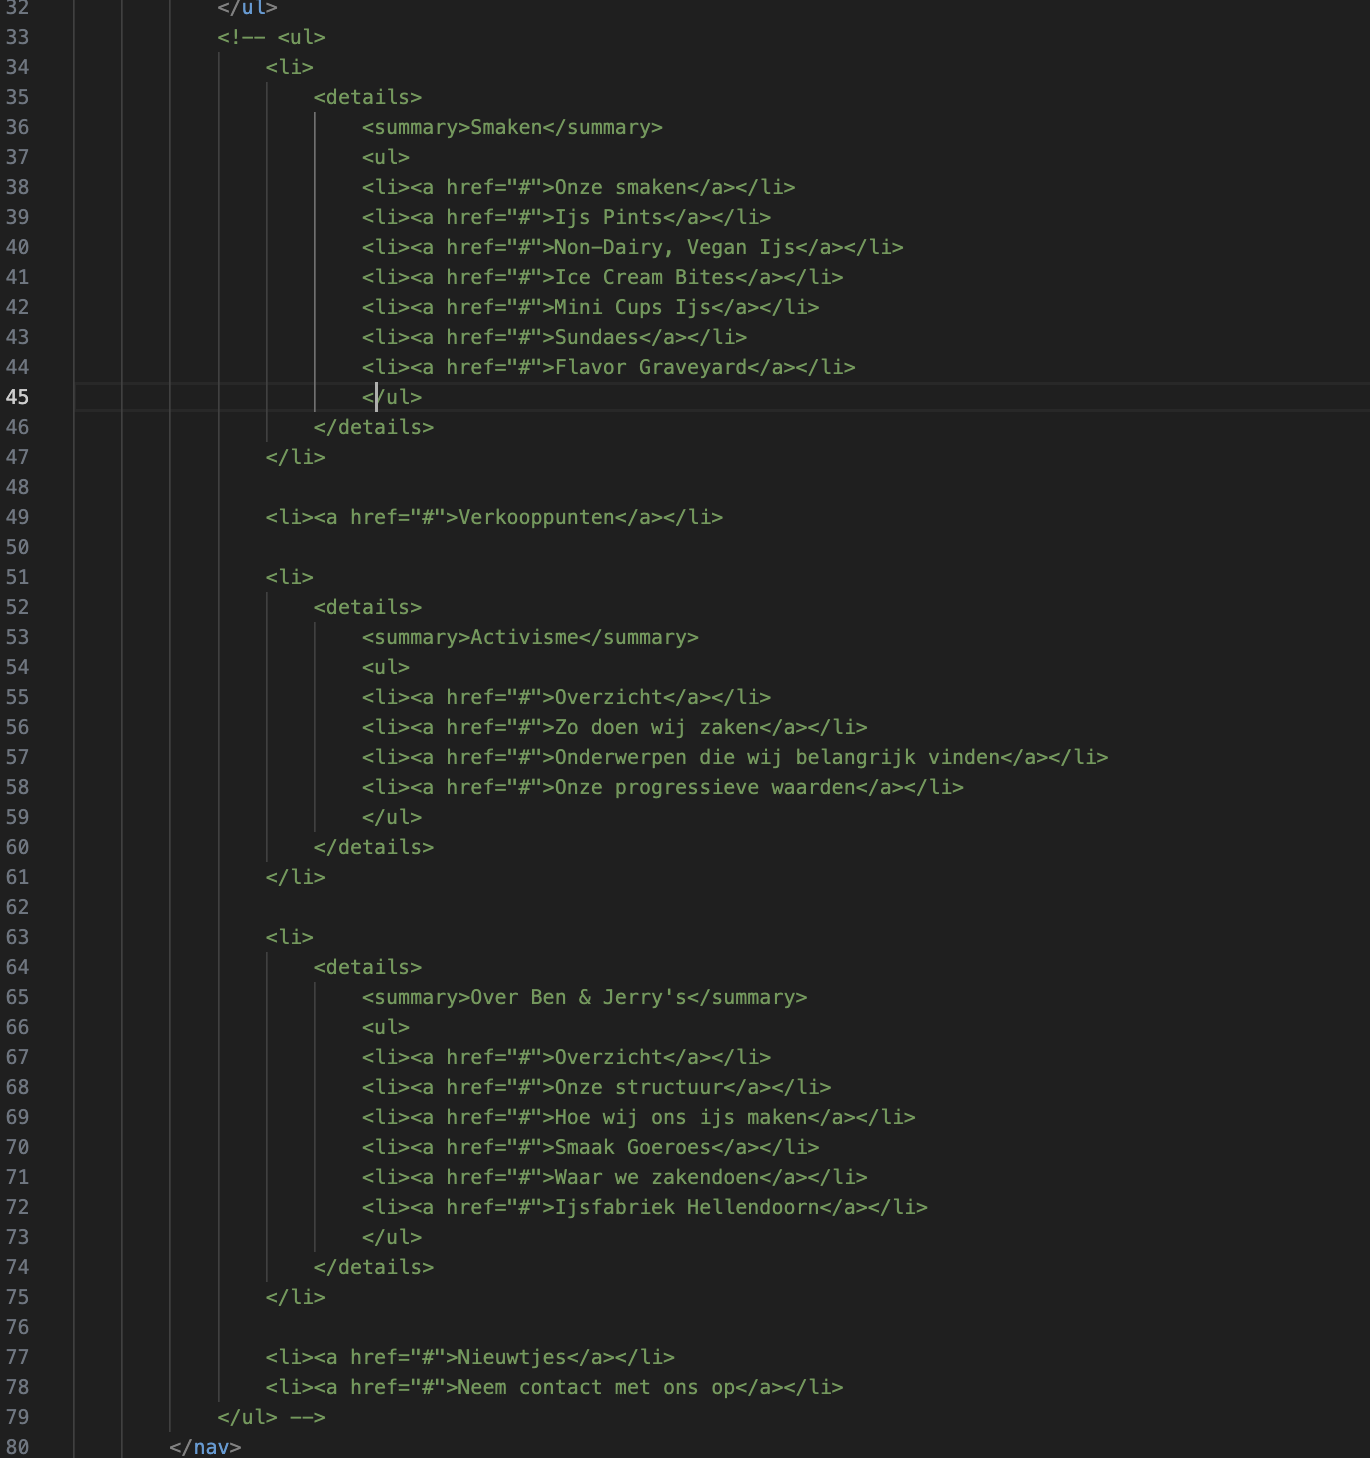 32 </ul>
33 <!-- <ul>
34 <li>
35 <details>
36 <summary>Smaken</summary>
37 <ul>
38 <li><a href="#">Onze smaken</a></li>
39 <li><a href="#">Ijs Pints</a></li>
40 <li><a href="#">Non-Dairy, Vegan Ijs</a></li>
41 <li><a href="#">Ice Cream Bites</a></li>
42 <li><a href="#">Mini Cups Ijs</a></li>
43 <li><a href="#">Sundaes</a></li>
44 <li><a href="#">Flavor Graveyard</a></li>
45 </ul>
46 </details>
47 </li>
48
49 <li><a href="#">Verkooppunten</a></li>
50
51 <li>
52 <details>
53 <summary>Activisme</summary>
54 <ul>
55 <li><a href="#">Overzicht</a></li>
56 <li><a href="#">Zo doen wij zaken</a></li>
57 <li><a href="#">Onderwerpen die wij belangrijk vinden</a></li>
58 <li><a href="#">Onze progressieve waarden</a></li>
59 </ul>
60 </details>
61 </li>
62
63 <li>
64 <details>
65 <summary>Over Ben & Jerry's</summary>
66 <ul>
67 <li><a href="#">Overzicht</a></li>
68 <li><a href="#">Onze structuur</a></li>
69 <li><a href="#">Hoe wij ons ijs maken</a></li>
70 <li><a href="#">Smaak Goeroes</a></li>
71 <li><a href="#">Waar we zakendoen</a></li>
72 <li><a href="#">Ijsfabriek Hellendoorn</a></li>
73 </ul>
74 </details>
75 </li>
76
77 <li><a href="#">Nieuwtjes</a></li>
78 <li><a href="#">Neem contact met ons op</a></li>
79 </ul> -->
80 </nav>